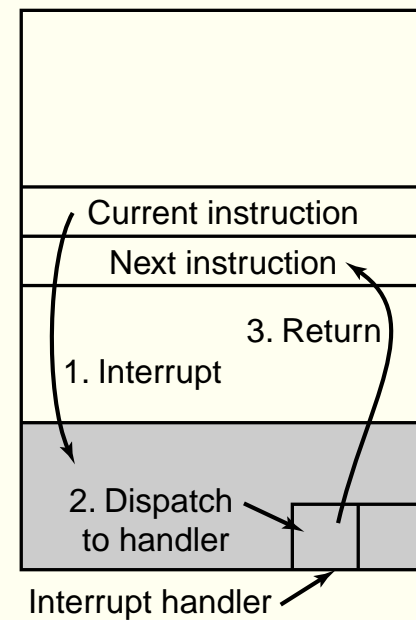 Current instruction
Next instruction
3. Return
1. Interrupt
2. Dispatch
to handler
Interrupt handler